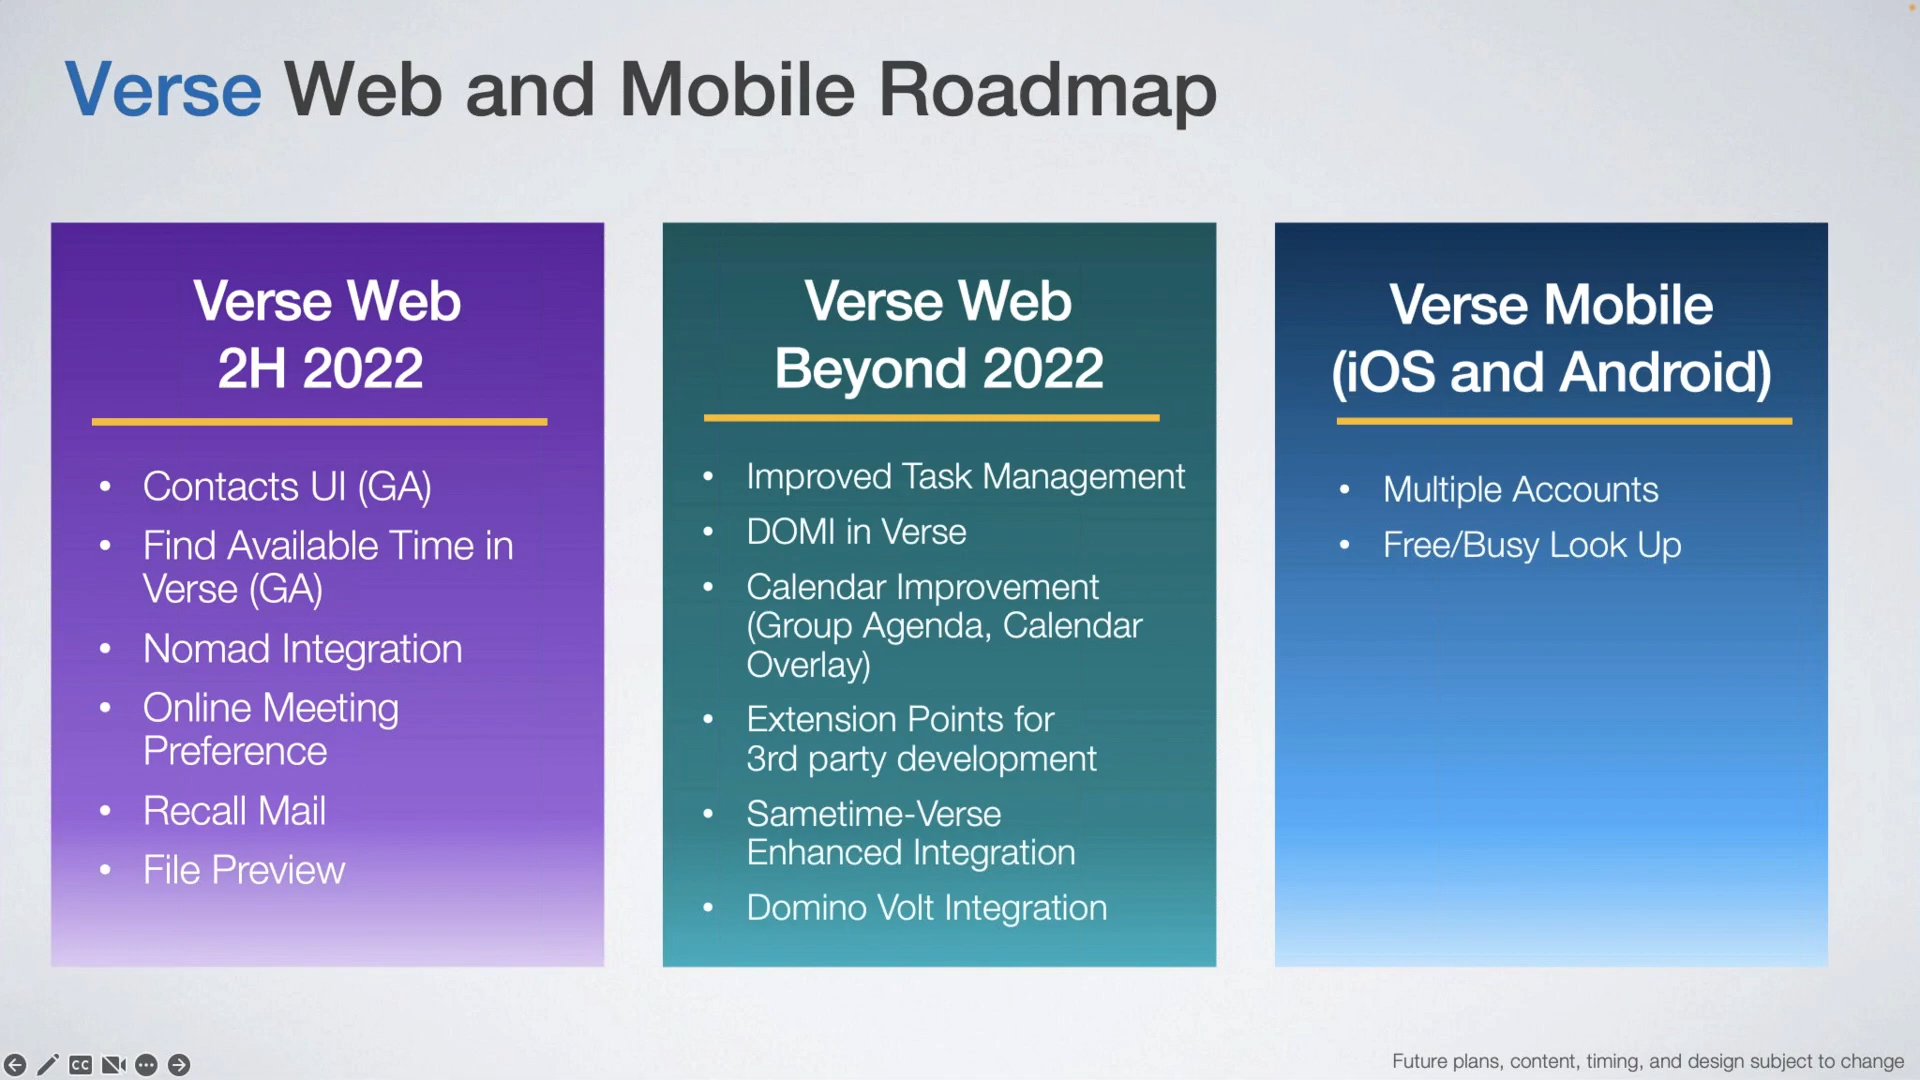 Verse Web and Mobile Roadmap
Verse Web
2H 2022
• Contacts UI (GA)
• Find Available Time in
Verse (GA)
• Nomad Integration
• Online Meeting
Preference
• Recall Mail
• File Preview
Verse Web
Beyond 2022
• Improved Task Management
• DOMI in Verse
• Calendar Improvement
(Group Agenda, Calendar
Overlay)
• Extension Points for
3rd party development
• Sametime-Verse
Enhanced Integration
• Domino Volt Integration
Verse Mobile
(iOS and Android)
• Multiple Accounts
• Free/Busy Look Up
CC
Future plans, content, timing, and design subject to change